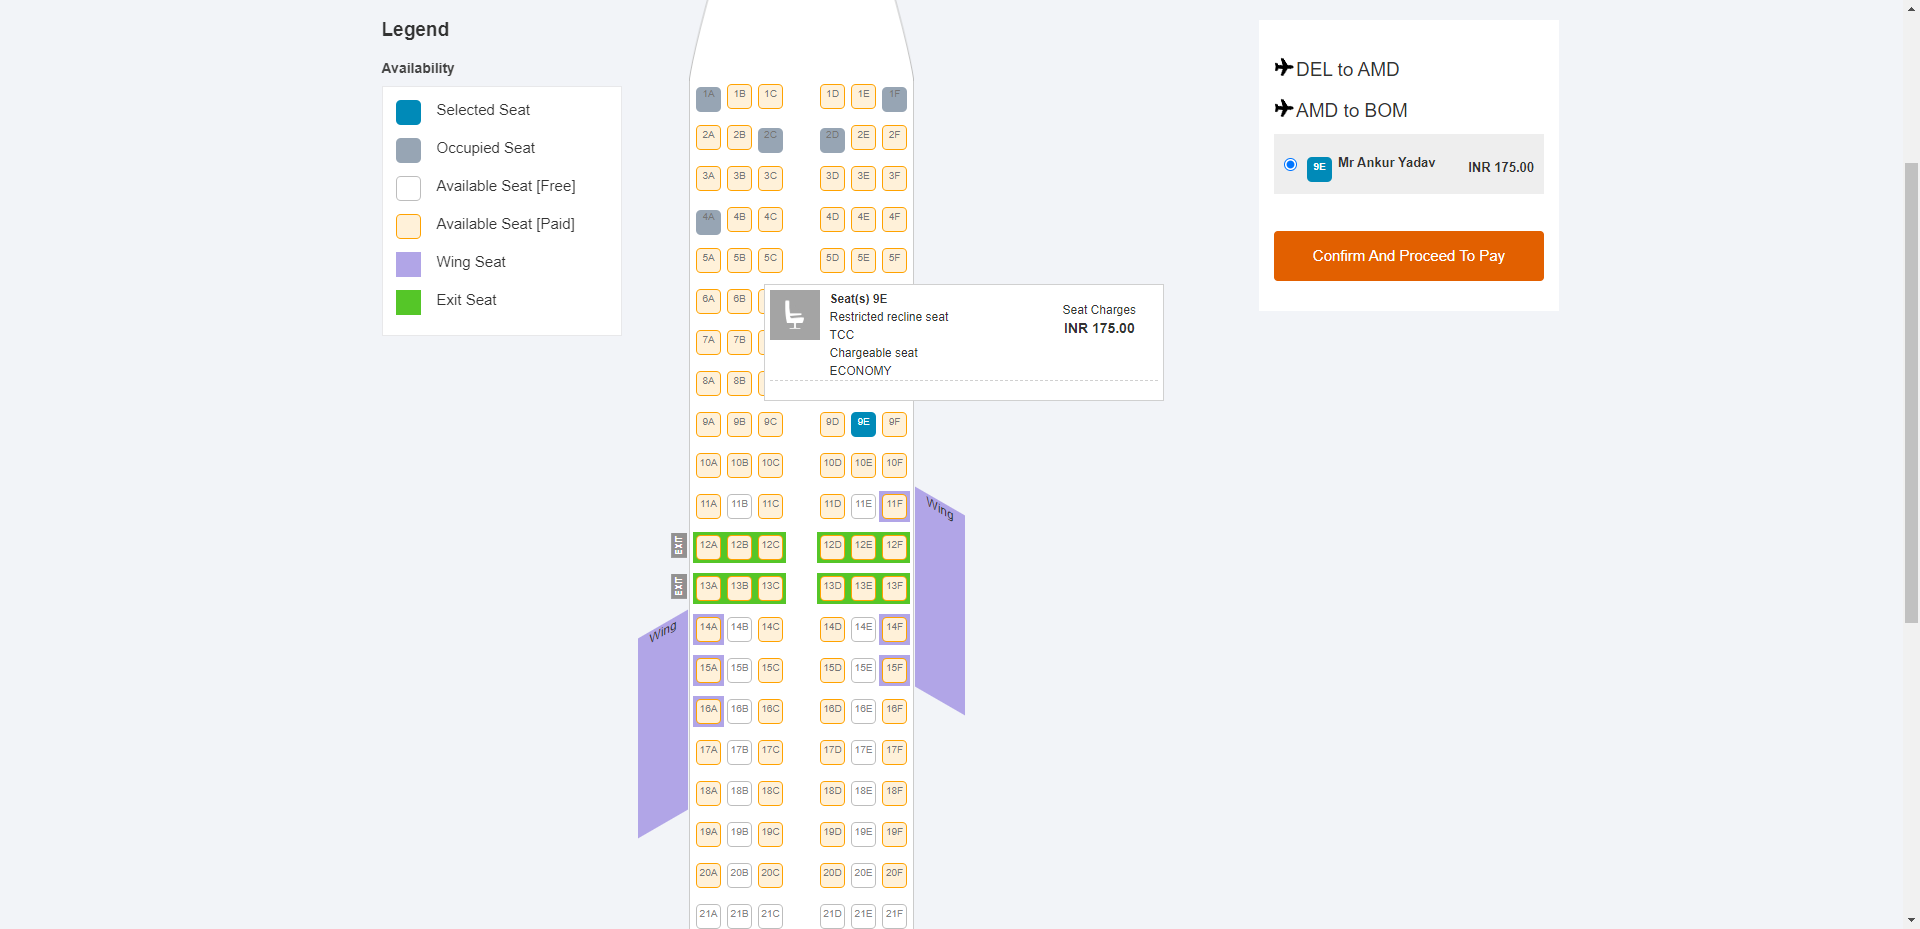 Legend
Availability
Selected Seat
Occupied Seat
Available Seat [Free]
Available Seat [Paid]
Wing Seat
Exit Seat
1A 1B 1C 1D 1E 1F
2A 2B 2C 2D 2E 2F
3A 3B 3C 3D 3E 3F
4A 4B 4C 4D 4E 4F
5A 5B 5C 5D 5E 5F
6A 6B
7A 7B
8A 8B
Seat(s) 9E
Restricted recline seat
TCC
Chargeable seat
ECONOMY
Seat Charges
INR 175.00
9A 9B 9C 9D 9E 9F
10A 10B 10C 10D 10E 10F
11A 11B 11C 11D 11E 11F
Wing
EXIT 12A 12B 12C 12D 12E 12F
EXIT 13A 13B 13C 13D 13E 13F
Wing
14A 14B 14C 14D 14E 14F
15A 15B 15C 15D 15E 15F
16A 16B 16C 16D 16E 16F
17A 17B 17C 17D 17E 17F
18A 18B 18C 18D 18E 18F
19A 19B 19C 19D 19E 19F
20A 20B 20C 20D 20E 20F
21A 21B 21C 21D 21E 21F
DEL to AMD
AMD to BOM
9E Mr Ankur Yadav INR 175.00
Confirm And Proceed To Pay